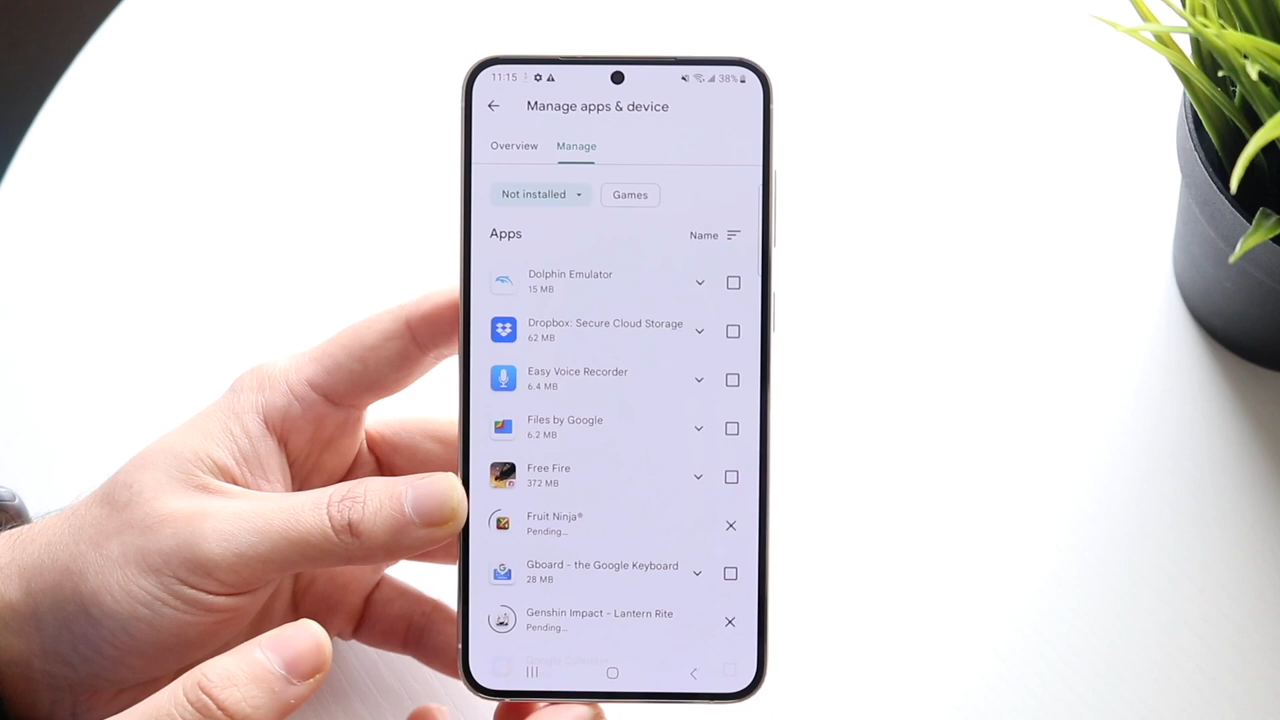 11:15
38%
Manage apps & device
Overview Manage
Not installed Games
Apps
Name
Dolphin Emulator
15 MB
Dropbox: Secure Cloud Storage
62 MB
Easy Voice Recorder
6.4 MB
Files by Google
6.2 MB
Free Fire
372 MB
Fruit Ninja®
Pending...
Gboard - the Google Keyboard
28 MB
Genshin Impact - Lantern Rite
Pending...
Google Calendar